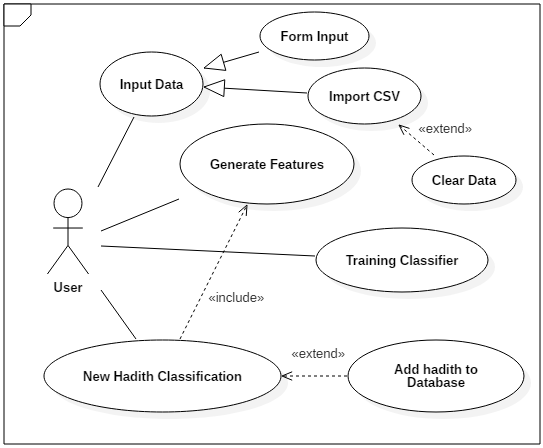 Form Input
Input Data
Import CSV
«extend»
Generate Features
Clear Data
Training Classifier
User
«include»
«extend»
New Hadith Classification
Add hadith to
Database